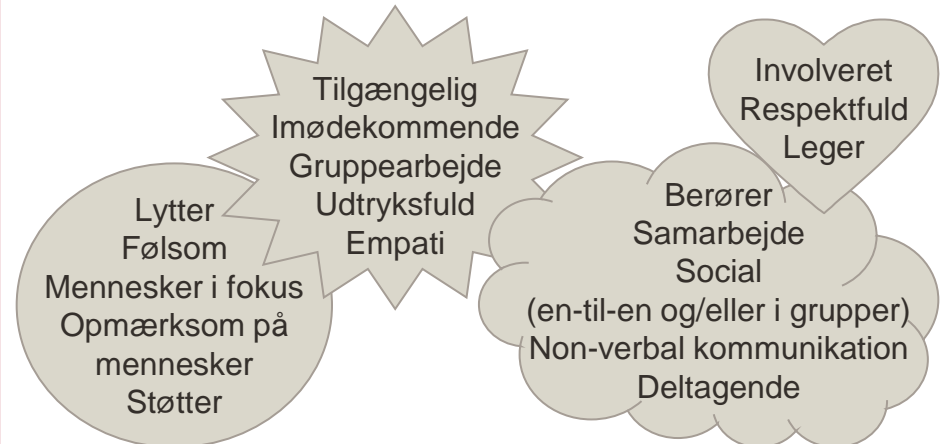 Lytter
Følsom
Mennesker i fokus
Opmærksom på
mennesker
Støtter
Tilgængelig
Imødekommende
Gruppearbejde
Udtryksfuld
Empati
Berører
Samarbejde
Social
(en-til-en og/eller i grupper)
Non-verbal kommunikation
Deltagende
Involveret
Respektfuld
Leger